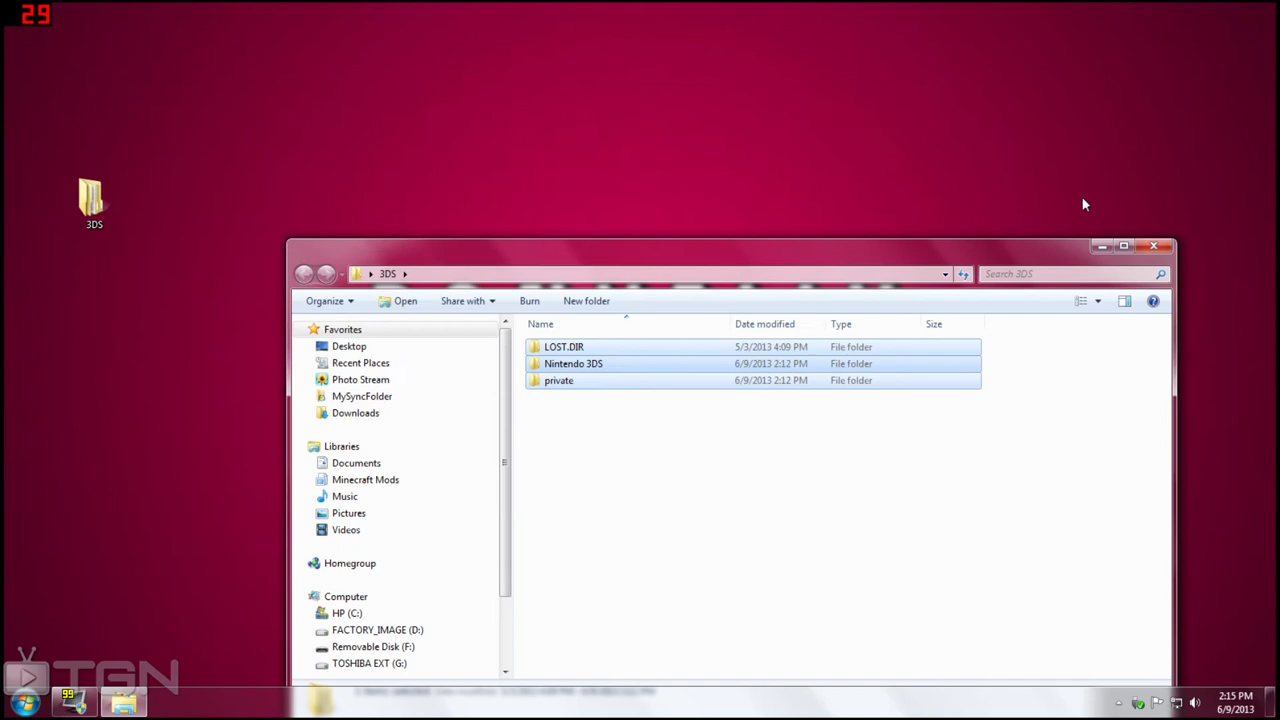 29
3DS
3DS
Search 3DS
Organize
Open
Share with
Burn
New folder
Name
Date modified
Type
Size
Favorites
Desktop
Recent Places
Photo Stream
MySyncFolder
Downloads
Libraries
Documents
Minecraft Mods
Music
Pictures
Videos
Homegroup
Computer
HP (C:)
FACTORY_IMAGE (D:)
Removable Disk (F:)
TOSHIBA EXT (G:)
LOST.DIR 5/3/2013 4:09 PM File folder
Nintendo 3DS 6/9/2013 2:12 PM File folder
private 6/9/2013 2:12 PM File folder
TGN
99
2:15 PM
6/9/2013